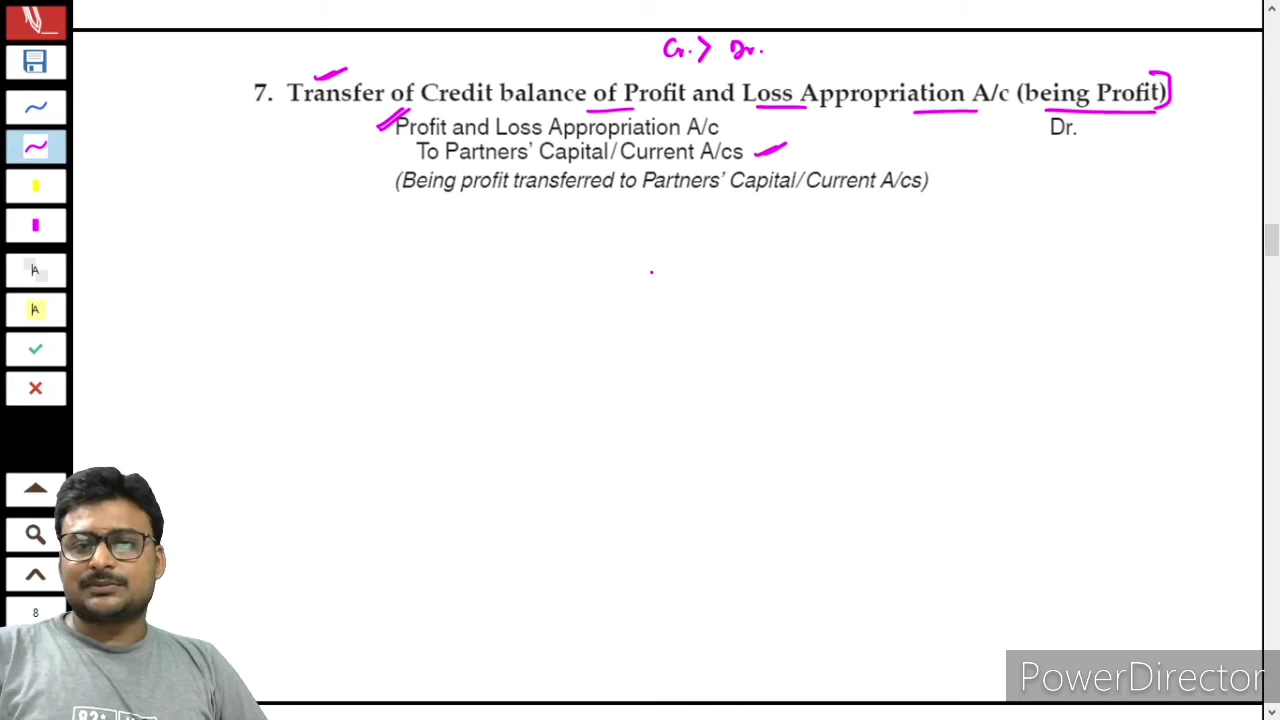 Cr. > Dr.
7. Transfer of Credit balance of Profit and Loss Appropriation A/c (being Profit)
Profit and Loss Appropriation A/c Dr.
To Partners' Capital/Current A/cs
(Being profit transferred to Partners' Capital/Current A/cs)
8
PowerDirector